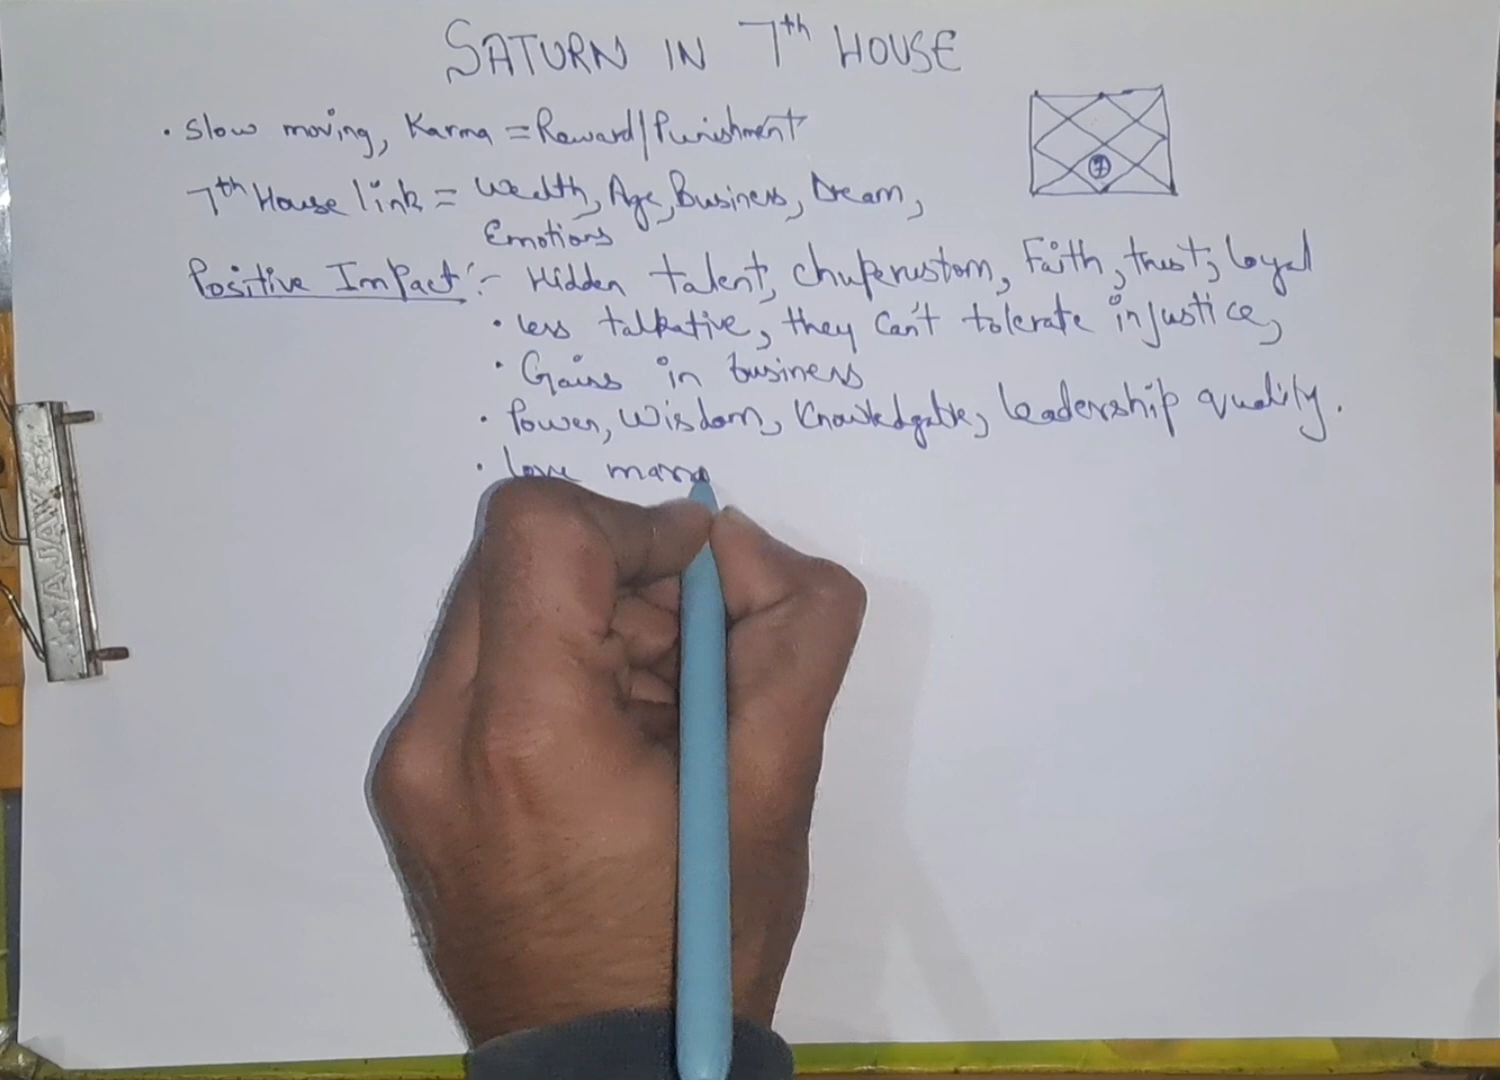 SATURN IN 7th HOUSE
• Slow moving, Karma = Reward/Punishment
7th House link = Wealth, Age, Business, Dream,
Emotions
Positive Impact :- Hidden talent, chuperustom, Faith, trust, loyal
• less talkative, they can't tolerate injustice,
• Gains in business
• Power, Wisdom, Knowledgable, leadership quality.
• love marra
7
AJAY